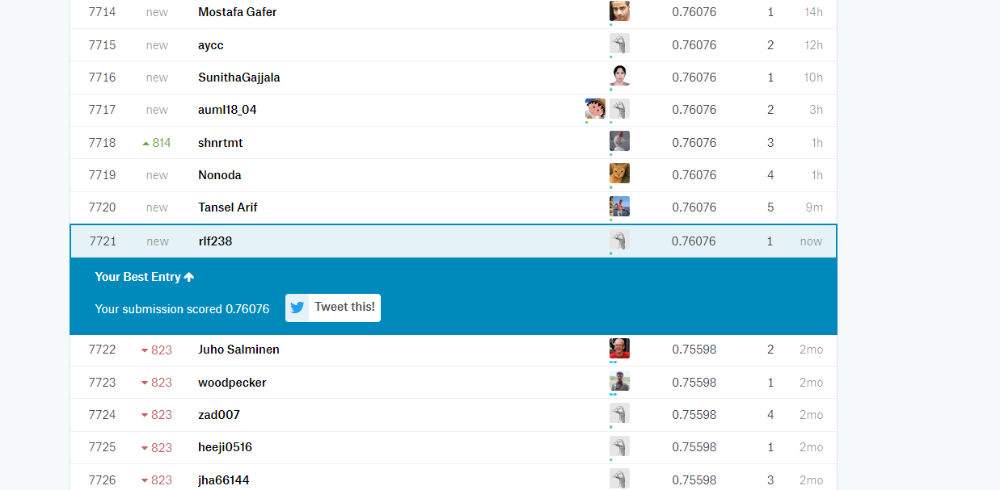 7714 new Mostafa Gafer 0.76076 1 14h
7715 new aycc 0.76076 2 12h
7716 new SunithaGajjala 0.76076 1 10h
7717 new auml18_04 0.76076 2 3h
7718 814 shnrtmt 0.76076 3 1h
7719 new Nonoda 0.76076 4 1h
7720 new Tansel Arif 0.76076 5 9m
7721 new rlf238 0.76076 1 now
Your Best Entry
Your submission scored 0.76076 Tweet this!
7722 823 Juho Salminen 0.75598 2 2mo
7723 823 woodpecker 0.75598 1 2mo
7724 823 zad007 0.75598 4 2mo
7725 823 heeji0516 0.75598 1 2mo
7726 823 jha66144 0.75598 3 2mo